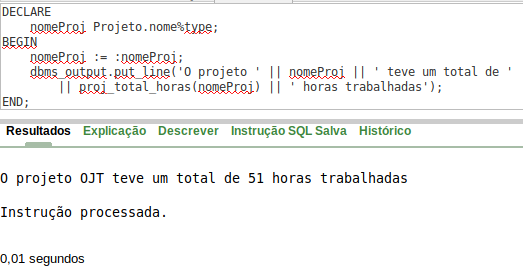 DECLARE
nomeProj Projeto.nome%type;
BEGIN
nomeProj := :nomeProj;
dbms_output.put_line('O projeto ' || nomeProj || ' teve um total de '
|| proj_total_horas(nomeProj) || ' horas trabalhadas');
END;
Resultados Explicação Descrever Instrução SQL Salva Histórico
O projeto OJT teve um total de 51 horas trabalhadas
Instrução processada.
0,01 segundos